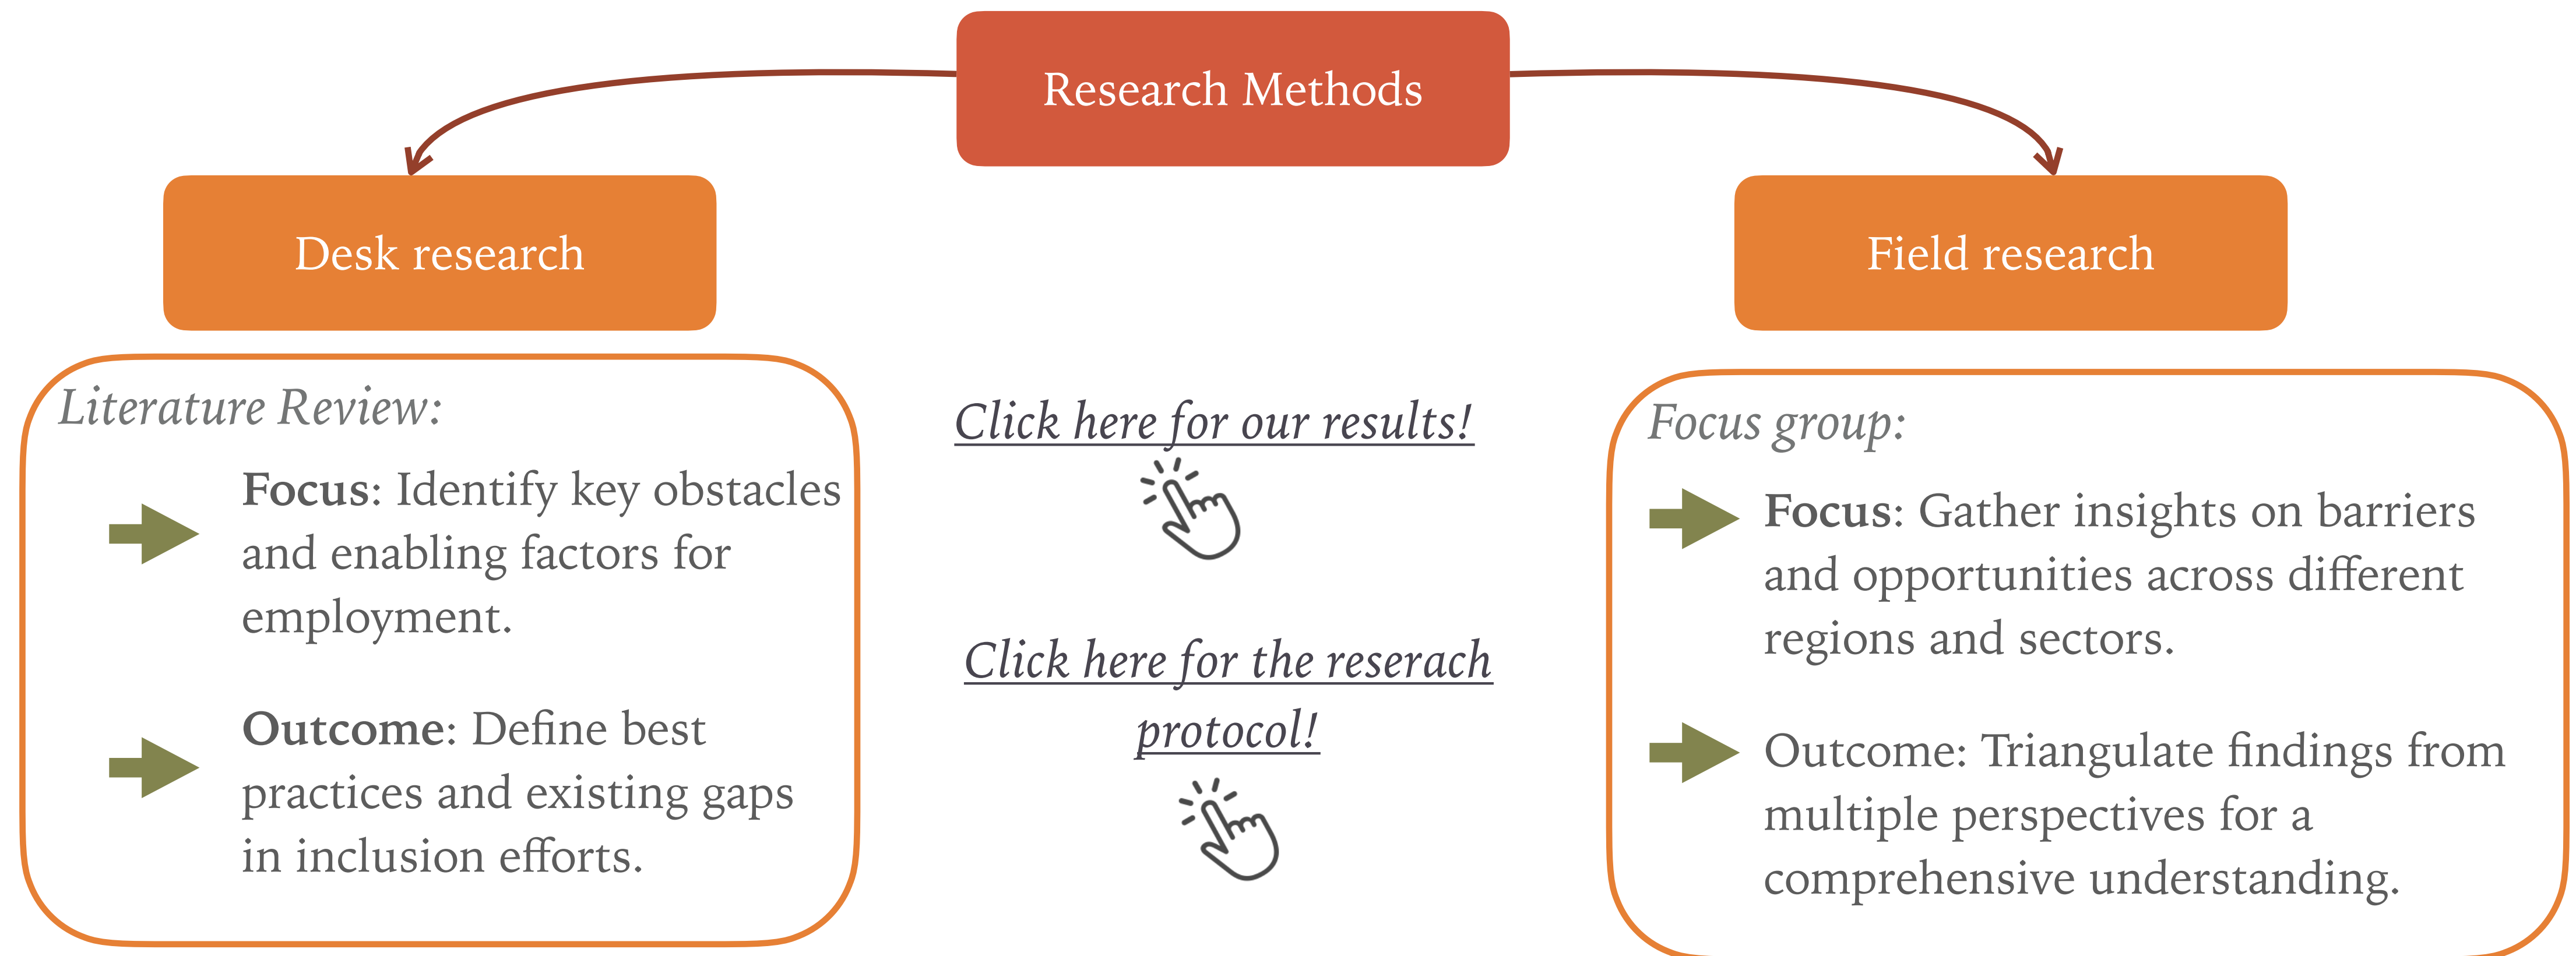 Research Methods
Desk research
Field research
Literature Review:
Focus: Identify key obstacles
and enabling factors for
employment.
Outcome: Define best
practices and existing gaps
in inclusion efforts.
Click here for our results!
Click here for the reserach
protocol!
Focus group:
Focus: Gather insights on barriers
and opportunities across different
regions and sectors.
Outcome: Triangulate findings from
multiple perspectives for a
comprehensive understanding.